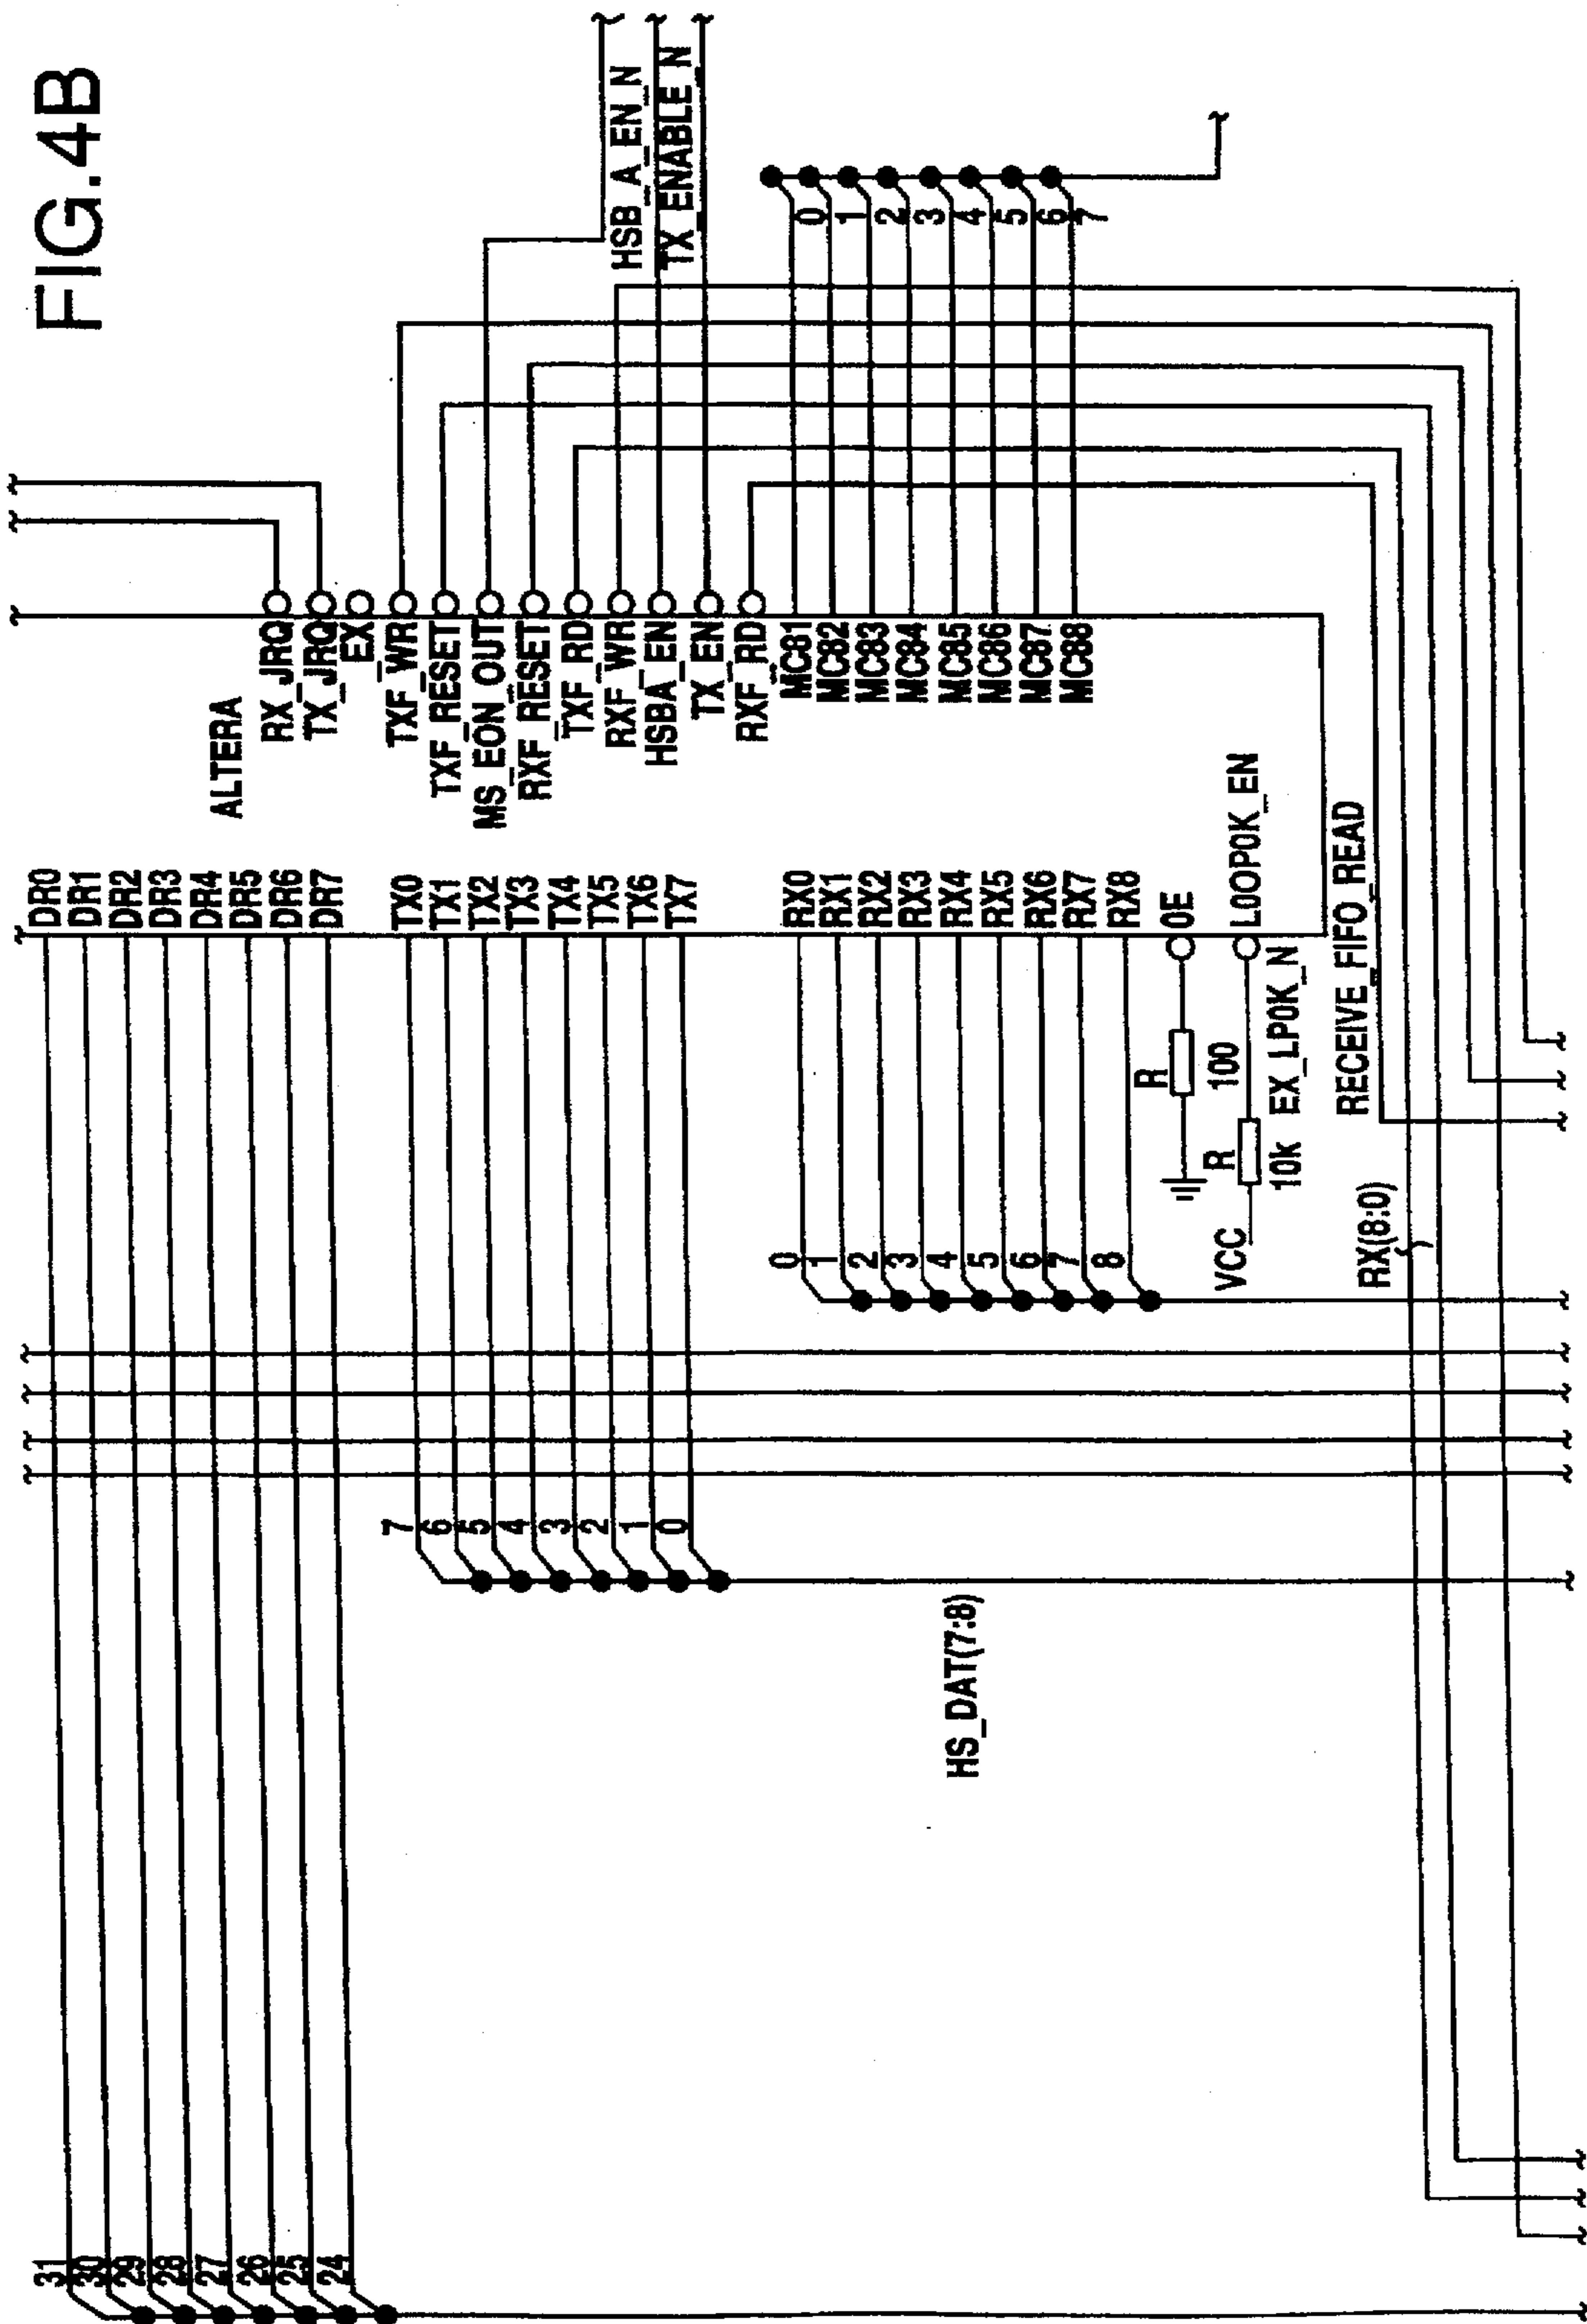 FIG.4B
ALTERA
DR0
DR1
DR2
DR3
DR4
DR5
DR6
DR7
31
30
29
28
27
26
25
24
TX0
TX1
TX2
TX3
TX4
TX5
TX6
TX7
7
6
5
4
3
2
1
0
HS_DAT(7:8)
RX0
RX1
RX2
RX3
RX4
RX5
RX6
RX7
RX8
0
1
2
3
4
5
6
7
8
OE
R
100
LOOP0K_EN
EX_LP0K_N
R
10k
VCC
RX(8:0)
RECEIVE_FIFO_READ
RX_JRQ
TX_JRQ
EX
TXF_WR
TXF_RESET
MS_EON_OUT
RXF_RESET
TXF_RD
RXF_WR
HSBA_EN
TX_EN
RXF_RD
HSB_A_EN_N
TX_ENABLE_N
MC81
MC82
MC83
MC84
MC85
MC86
MC87
MC88
0
1
2
3
4
5
6
7